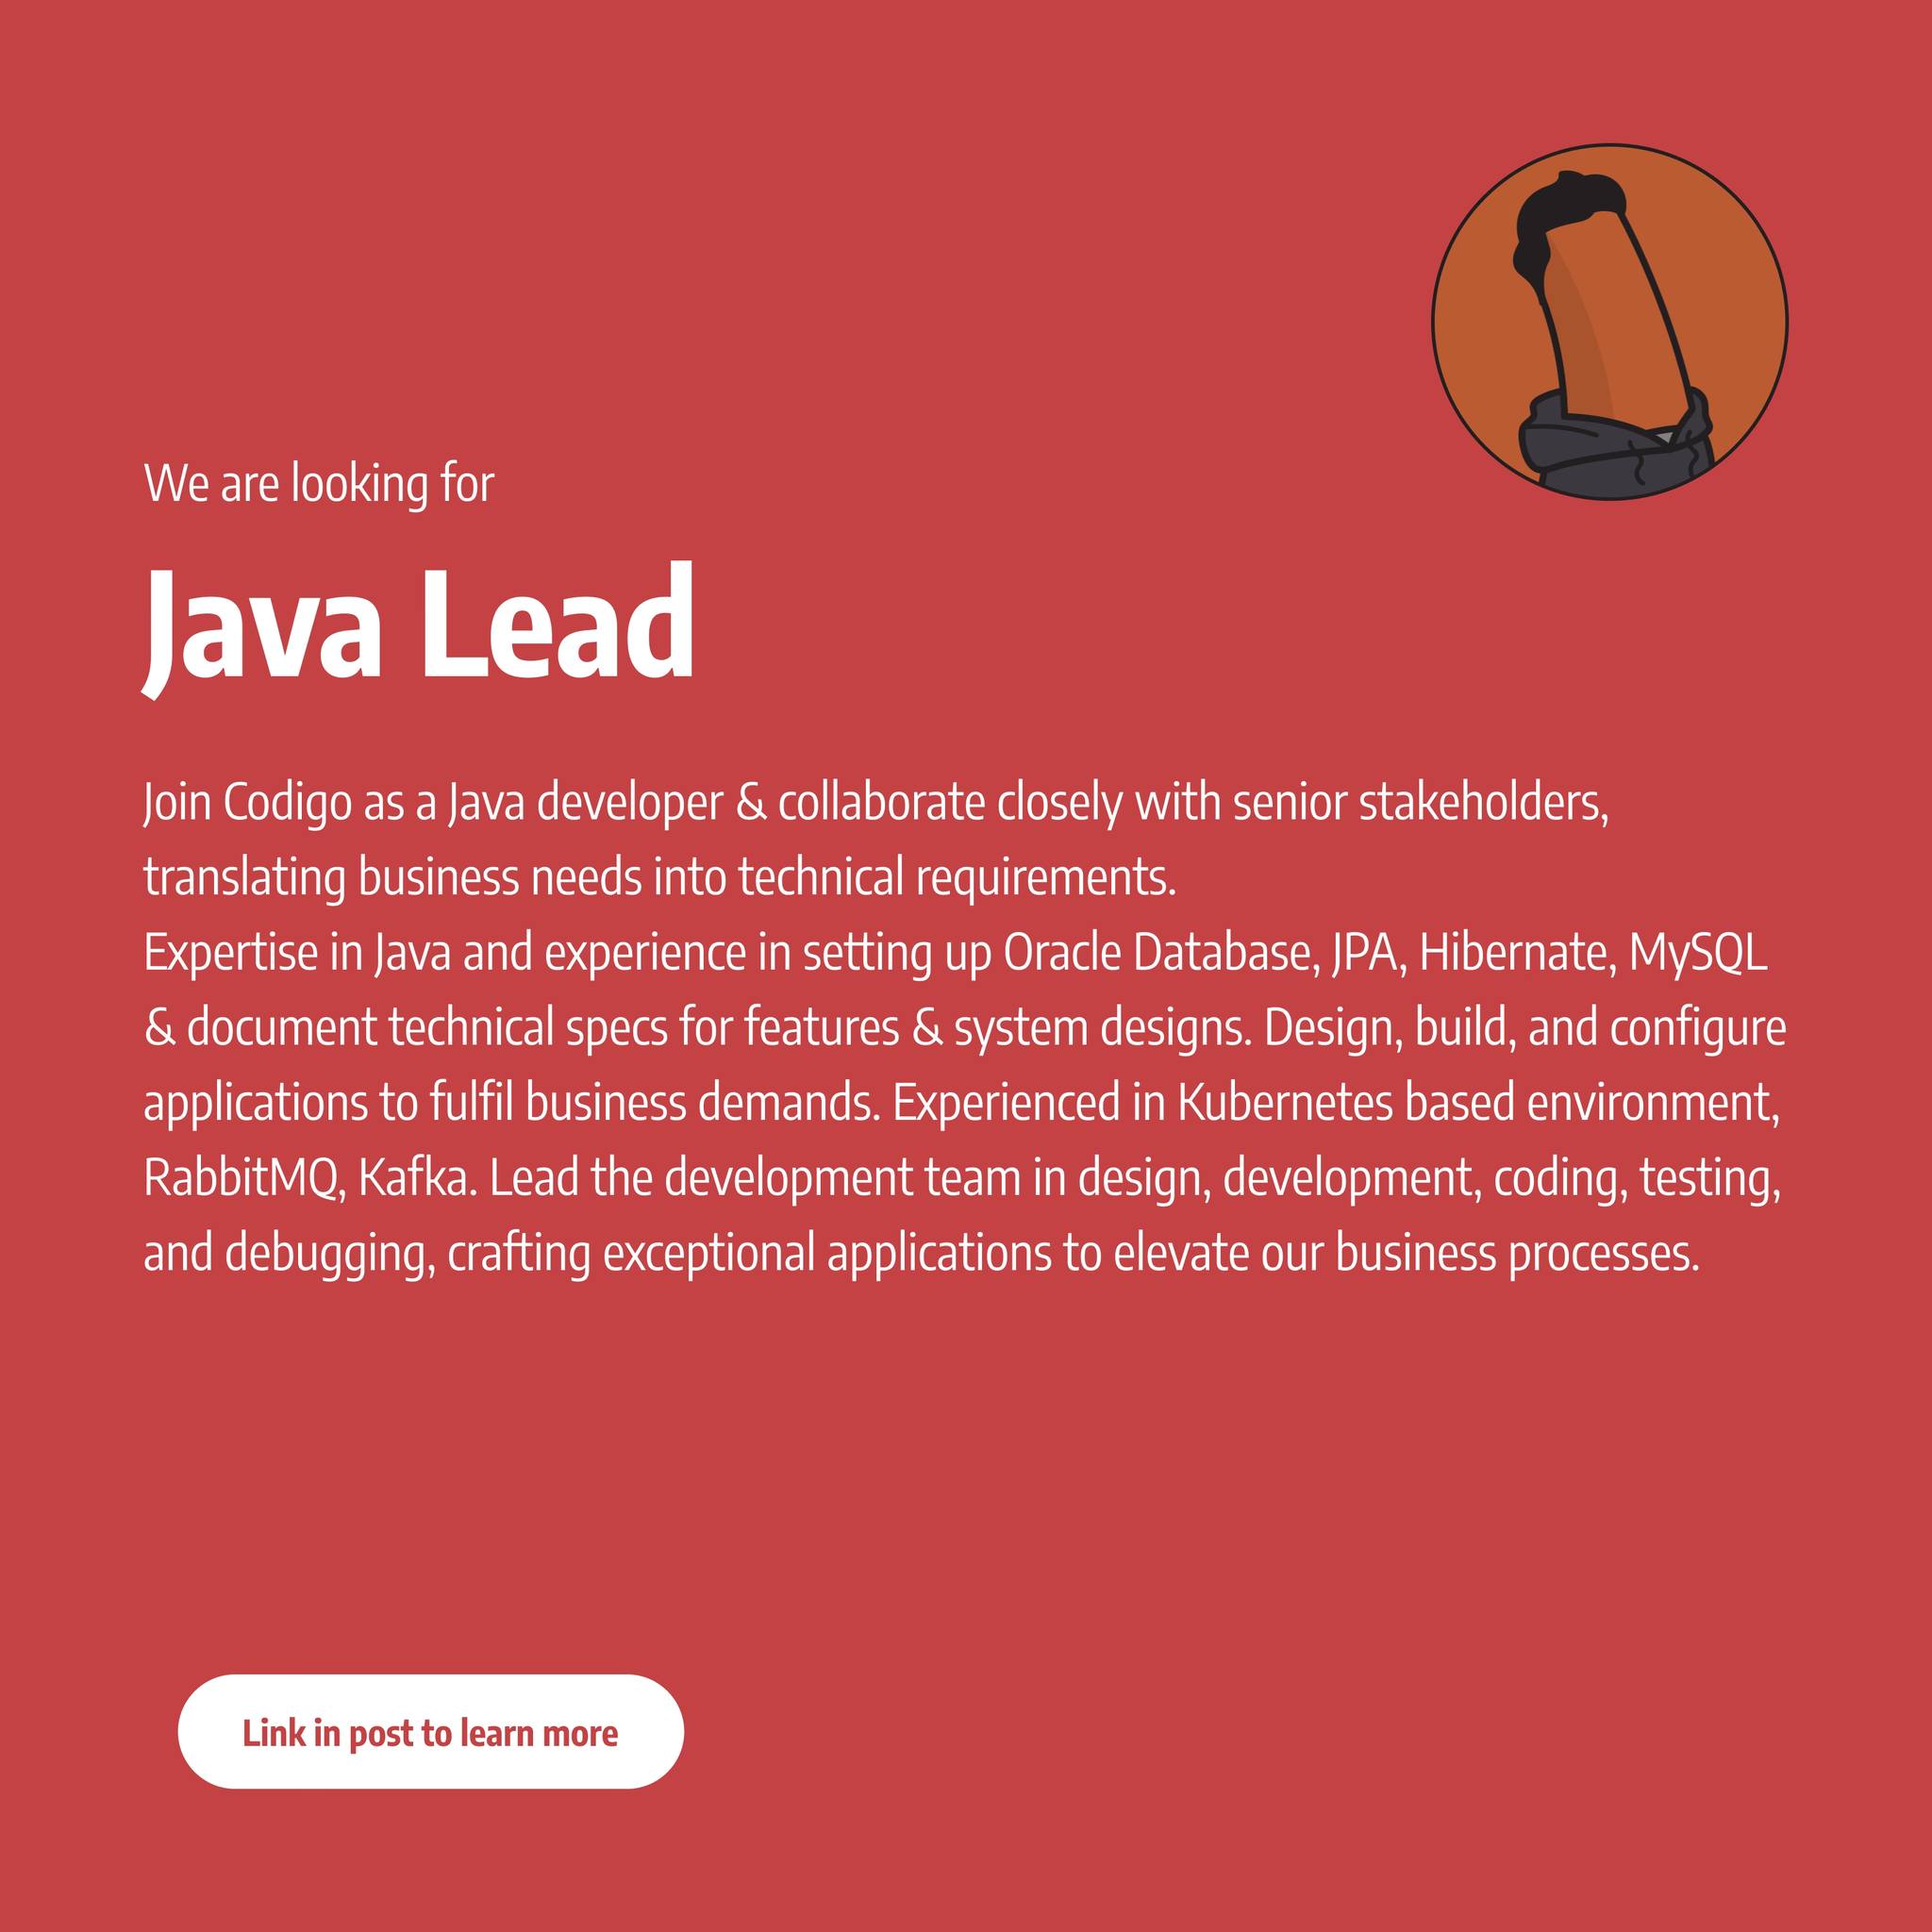 We are looking for
Java Lead
Join Codigo as a Java developer & collaborate closely with senior stakeholders,
translating business needs into technical requirements.
Expertise in Java and experience in setting up Oracle Database, JPA, Hibernate, MySQL
& document technical specs for features & system designs. Design, build, and configure
applications to fulfil business demands. Experienced in Kubernetes based environment,
RabbitMQ, Kafka. Lead the development team in design, development, coding, testing,
and debugging, crafting exceptional applications to elevate our business processes.
Link in post to learn more